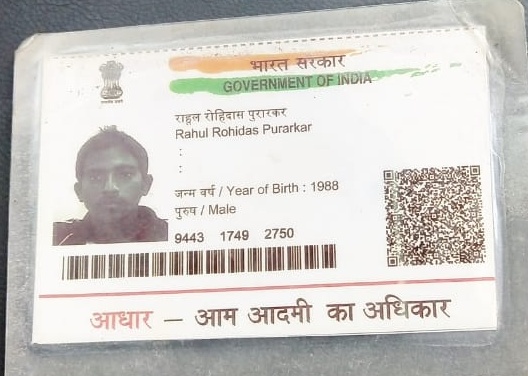 भारत सरकार
GOVERNMENT OF INDIA
राहूल रोहिदास पुरारकर
Rahul Rohidas Purarkar
:
:
जन्म वर्ष / Year of Birth : 1988
पुरुष / Male
9443 1749 2750
आधार – आम आदमी का अधिकार